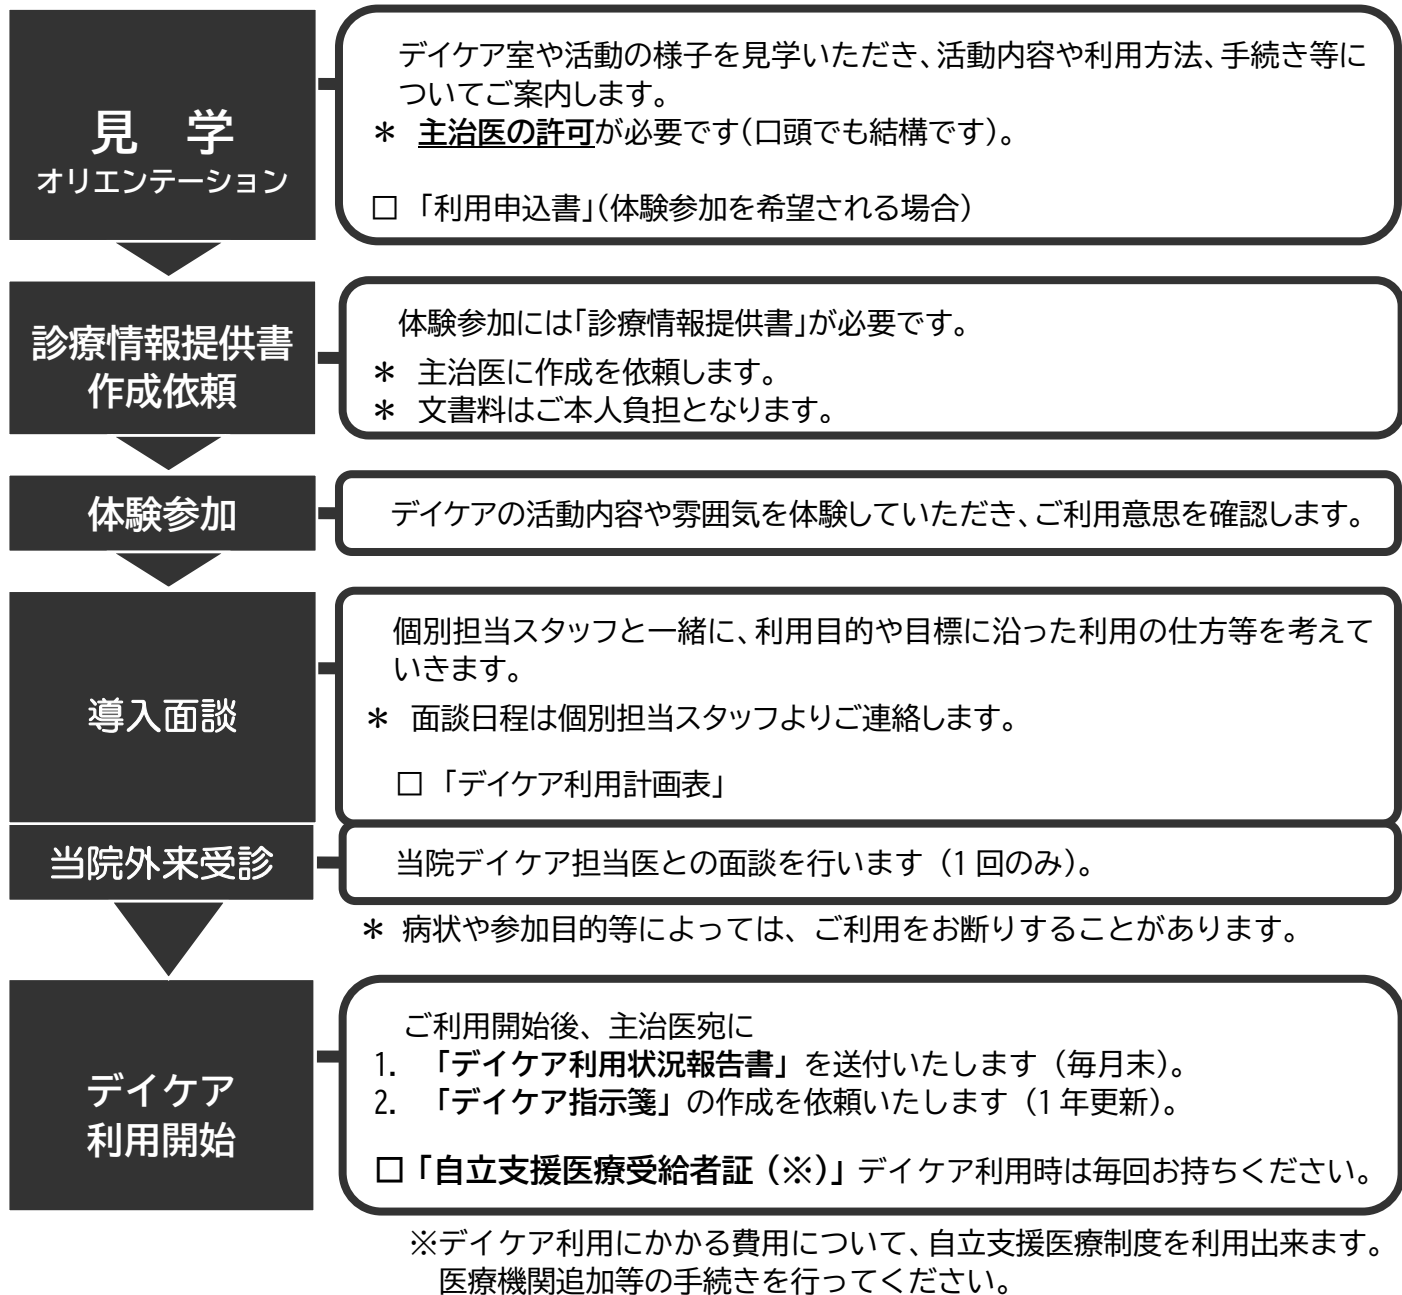 見 学
オリエンテーション
デイケア室や活動の様子を見学いただき、活動内容や利用方法、手続き等に
ついてご案内します。
＊ 主治医の許可が必要です(口頭でも結構です)。
□ 「利用申込書」(体験参加を希望される場合)
診療情報提供書
作成依頼
体験参加には「診療情報提供書」が必要です。
＊ 主治医に作成を依頼します。
＊ 文書料はご本人負担となります。
体験参加
デイケアの活動内容や雰囲気を体験していただき、ご利用意思を確認します。
導入面談
個別担当スタッフと一緒に、利用目的や目標に沿った利用の仕方等を考えて
いきます。
＊ 面談日程は個別担当スタッフよりご連絡します。
□ 「デイケア利用計画表」
当院外来受診
当院デイケア担当医との面談を行います（1回のみ）。
＊ 病状や参加目的等によっては、ご利用をお断りすることがあります。
デイケア
利用開始
ご利用開始後、主治医宛に
1. 「デイケア利用状況報告書」を送付いたします（毎月末）。
2. 「デイケア指示箋」の作成を依頼いたします（1年更新）。
□「自立支援医療受給者証（※）」デイケア利用時は毎回お持ちください。
※デイケア利用にかかる費用について、自立支援医療制度を利用出来ます。
医療機関追加等の手続きを行ってください。